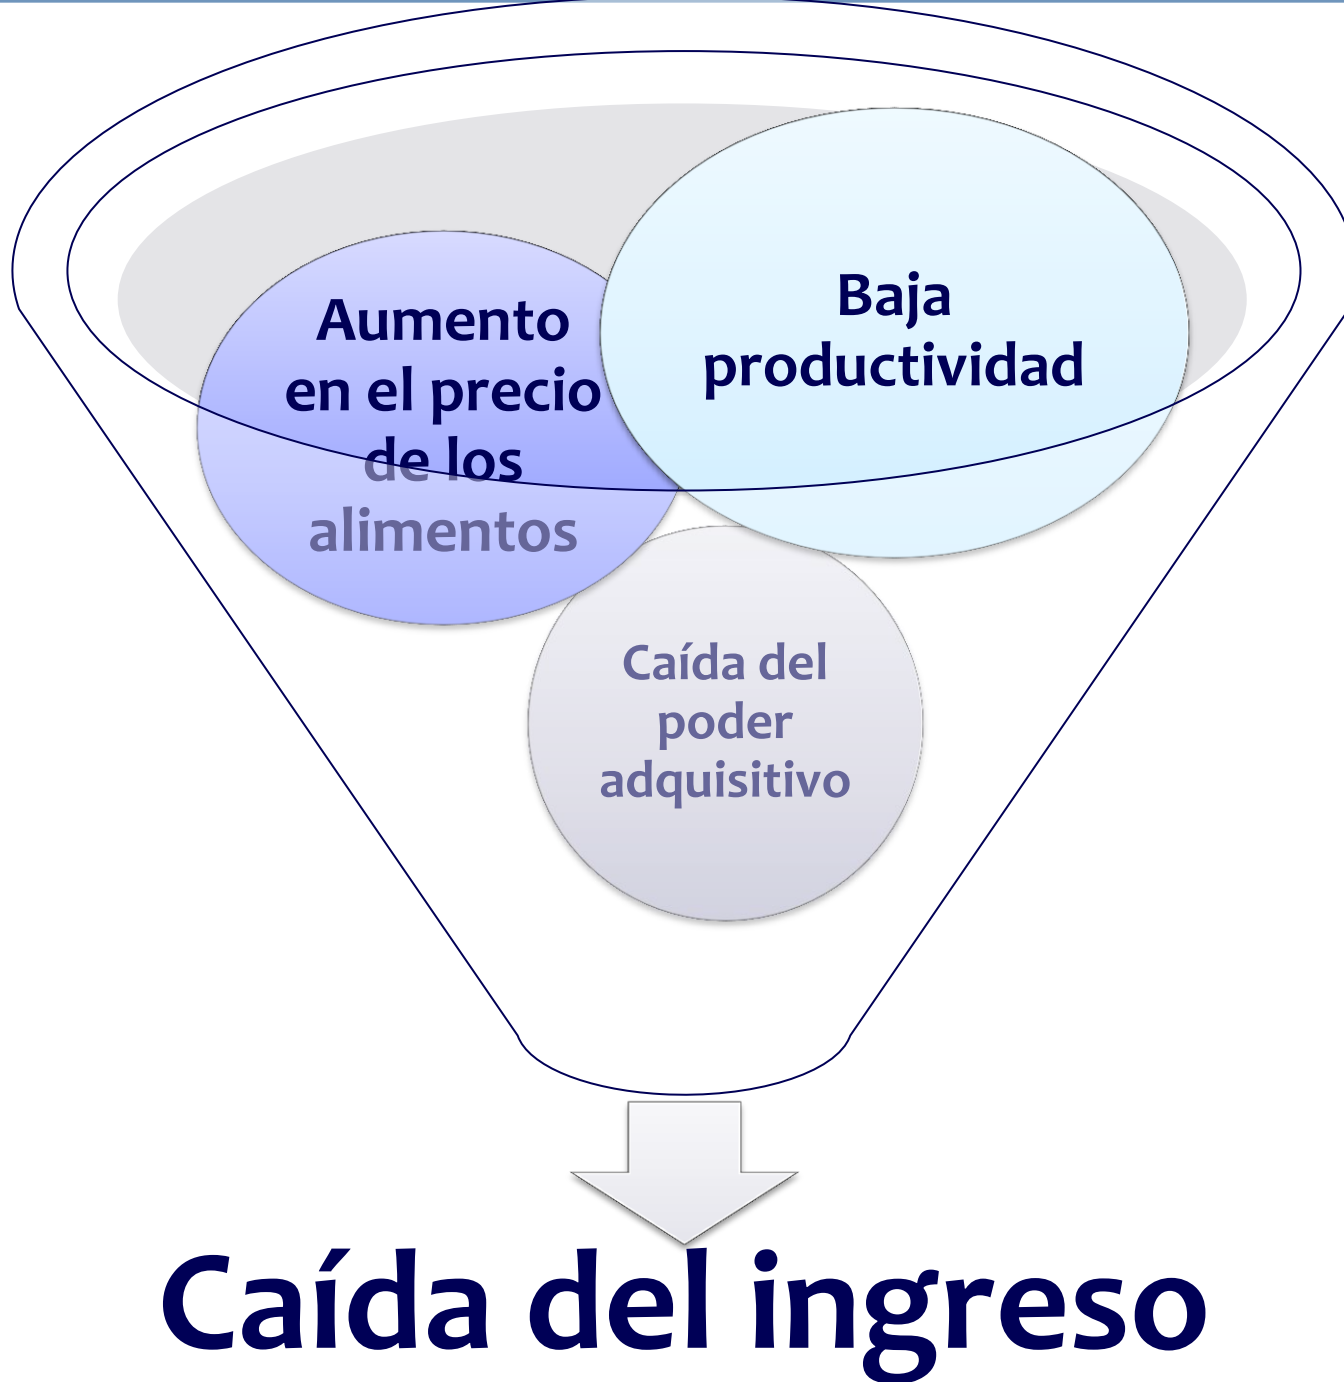 Aumento
en el precio
de los
alimentos
Baja
productividad
Caída del
poder
adquisitivo
Caída del ingreso